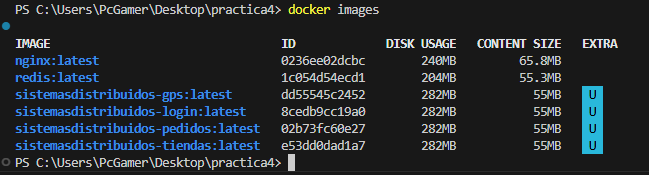 PS C:\Users\PcGamer\Desktop\practica4> docker images
IMAGE ID DISK USAGE CONTENT SIZE EXTRA
nginx:latest 0236ee02dcbc 240MB 65.8MB
redis:latest 1c054d54ecd1 204MB 55.3MB
sistemasdistribuidos-gps:latest dd55545c2452 282MB 55MB U
sistemasdistribuidos-login:latest 8cedb9cc19a0 282MB 55MB U
sistemasdistribuidos-pedidos:latest 02b73fc60e27 282MB 55MB U
sistemasdistribuidos-tiendas:latest e53dd0dad1a7 282MB 55MB U
PS C:\Users\PcGamer\Desktop\practica4>